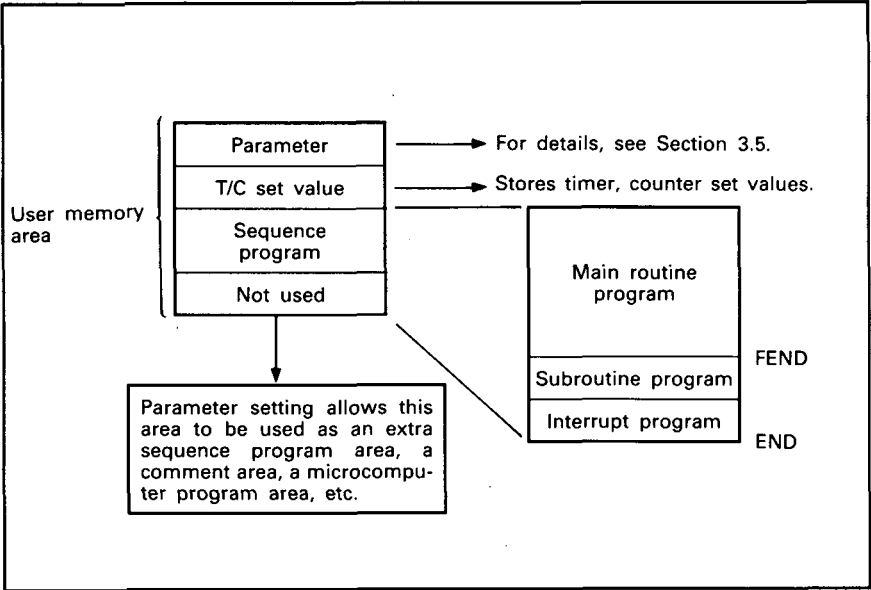 User memory
area
Parameter
For details, see Section 3.5.
T/C set value
Stores timer, counter set values.
Sequence
program
Not used
Parameter setting allows this
area to be used as an extra
sequence program area, a
comment area, a microcompu-
ter program area, etc.
Main routine
program
FEND
Subroutine program
Interrupt program
END